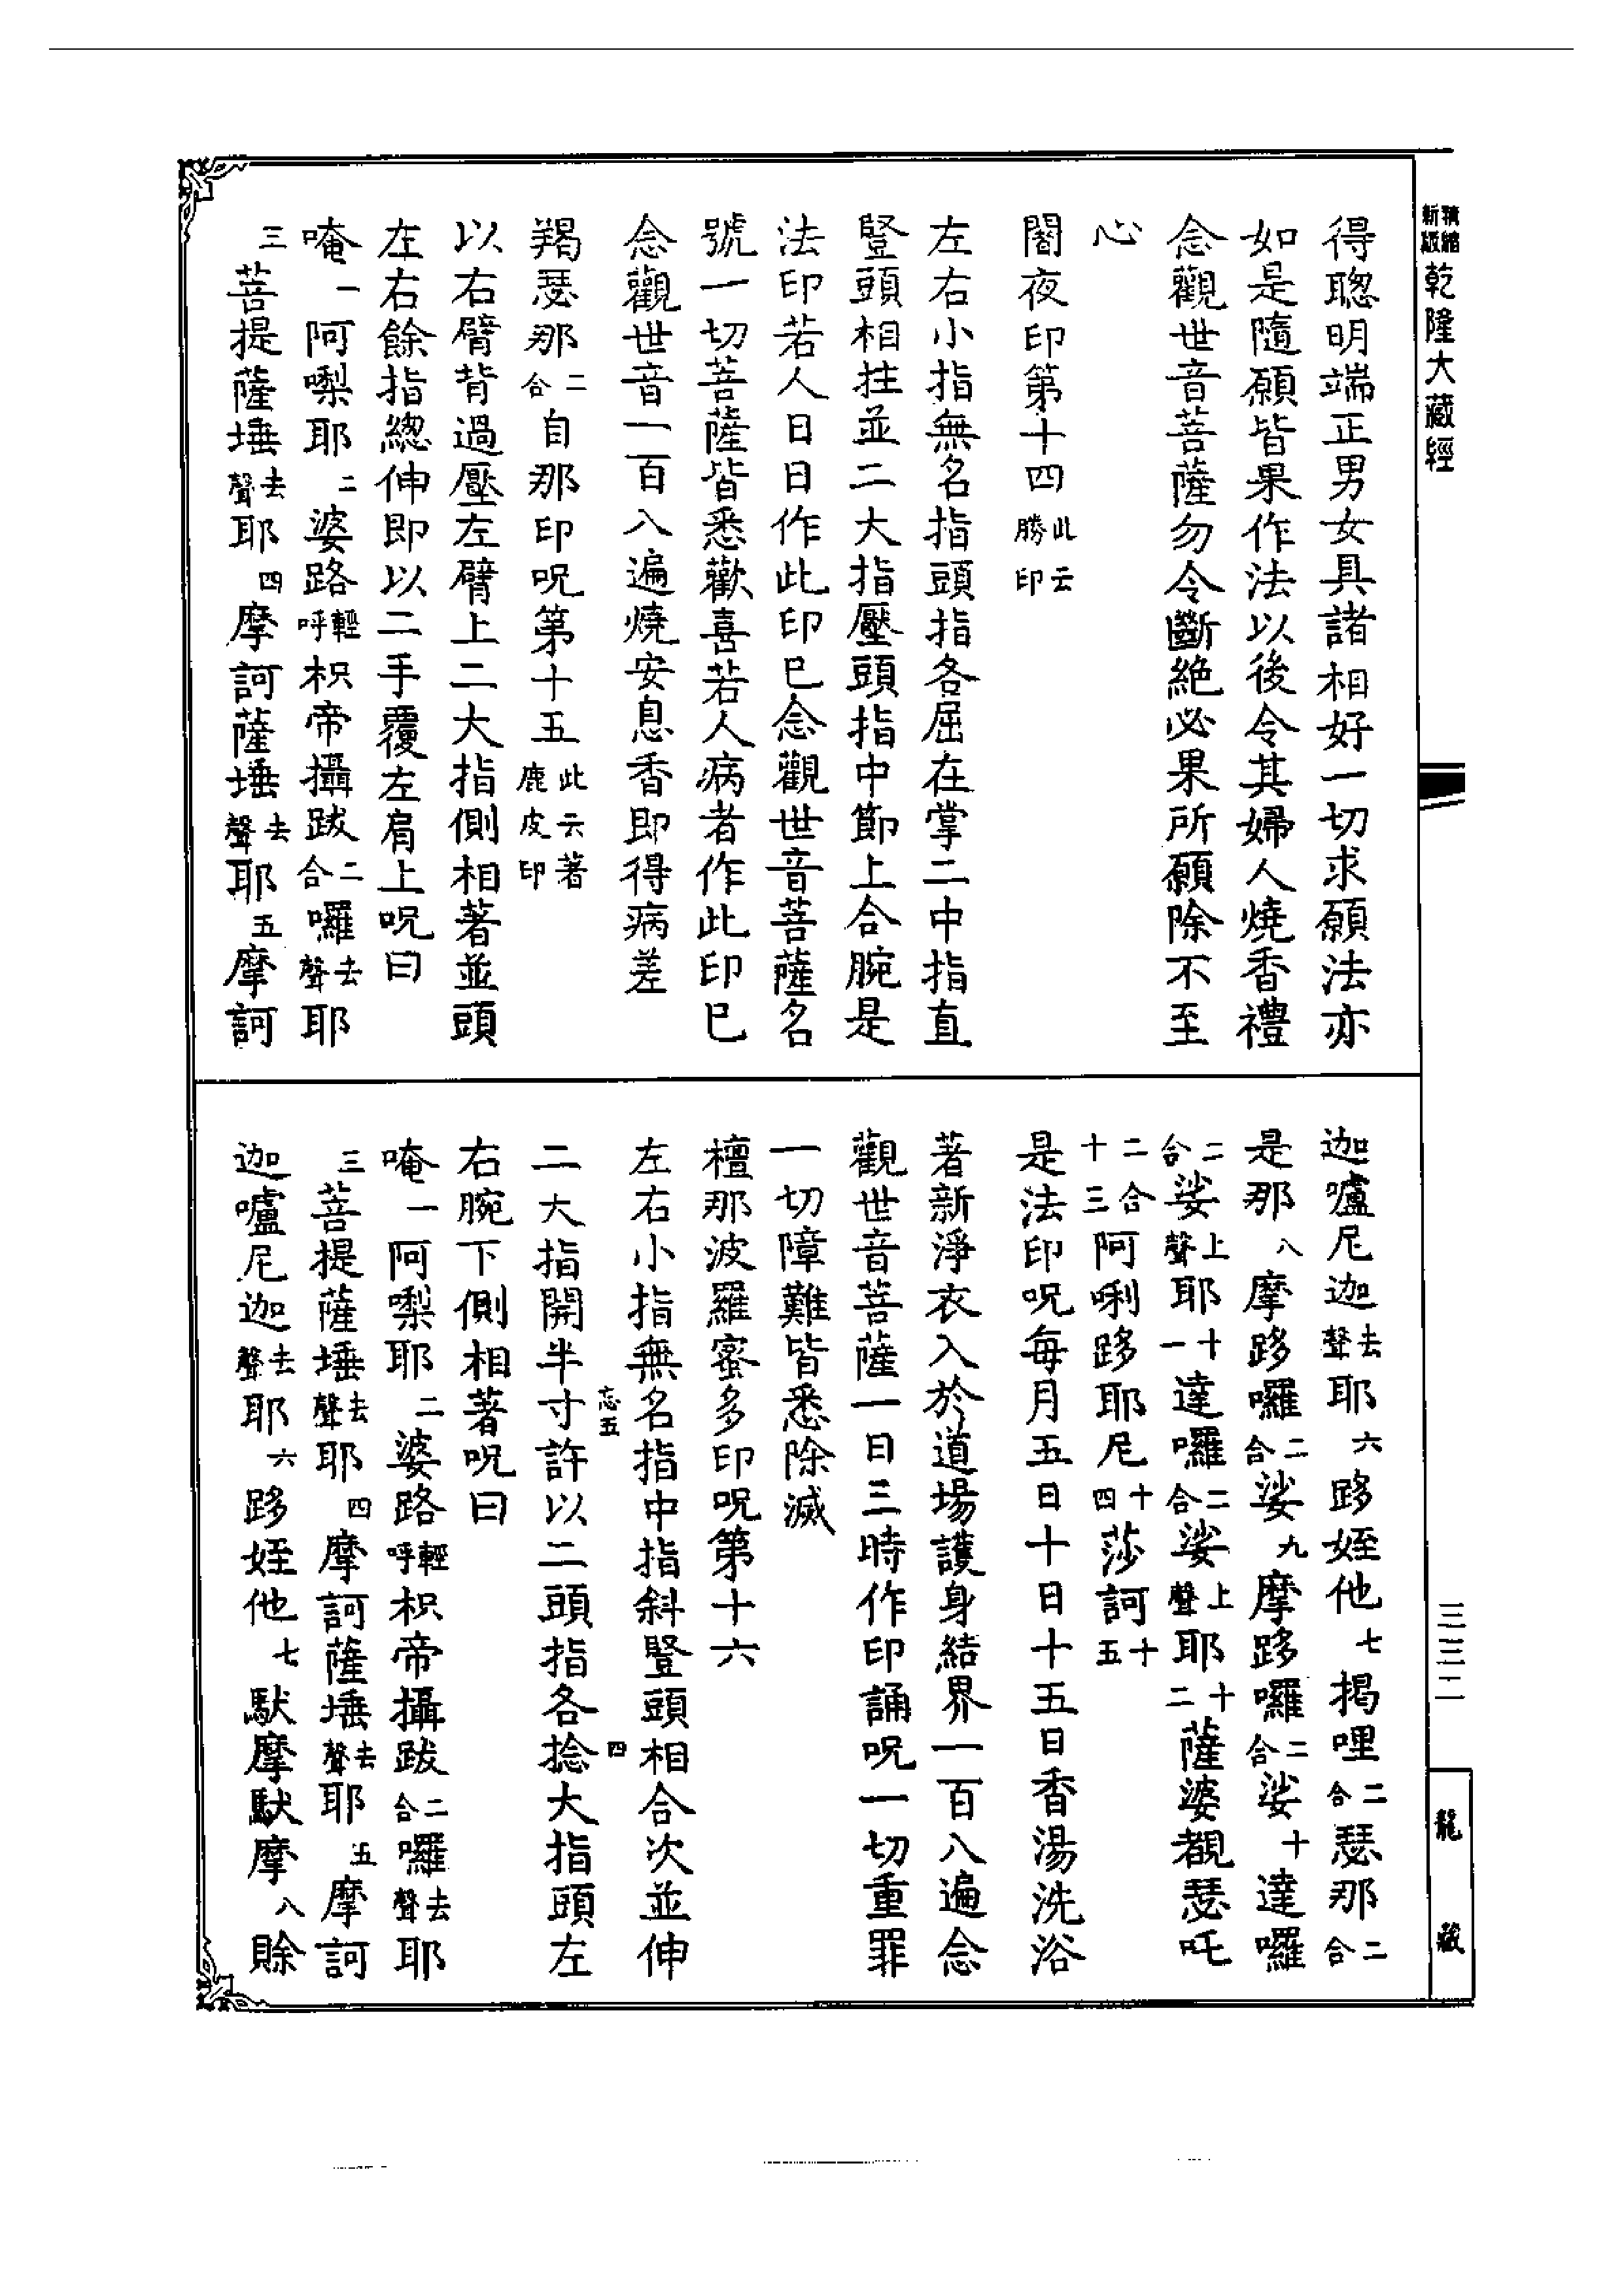 精縮新版乾隆大藏經
得聰明端正男女具諸相好一切求願法亦
如是隨願皆果作法以後令其婦人燒香禮
念觀世音菩薩勿令斷絶必果所願除不至
心
闍夜印第十四此云勝印
左右小指無名指頭指各屈在掌二中指直
豎頭相拄並二大指壓頭指中節上合腕是
法印若人日日作此印已念觀世音菩薩名
號一切菩薩皆悉歡喜若人病者作此印已
念觀世音一百八遍燒安息香即得病差
羯瑟那二合自那印呪第十五此云著鹿皮印
以右臂背過壓左臂上二大指側相著並頭
左右餘指總伸即以二手覆左肩上呪曰
唵一阿㗚耶二婆路輕呼枳帝攝跋二合囉去聲耶
三菩提薩埵去聲耶四摩訶薩埵去聲耶五摩訶
迦嚧尼迦去聲耶六跢姪他七揭哩二合瑟那二合
是那八摩跢囉二合娑九摩跢囉二合娑十達囉
二合娑上聲耶十一達囉二合娑上聲耶十二薩婆覩瑟吒
二合十三阿唎跢耶尼十四莎訶十五
是法印呪每月五日十日十五日香湯洗浴
著新淨衣入於道場護身結界一百八遍念
觀世音菩薩一日三時作印誦呪一切重罪
一切障難皆悉除滅
檀那波羅蜜多印呪第十六
左右小指無名指中指斜豎頭相合次並伸
忘五 四
二大指開半寸許以二頭指各捻大指頭左
右腕下側相著呪曰
唵一阿㗚耶二婆路輕呼枳帝攝跋二合囉去聲耶
三菩提薩埵去聲耶四摩訶薩埵去聲耶五摩訶
迦嚧尼迦去聲耶六跢姪他七馱摩馱摩八賒
三三二
龍藏